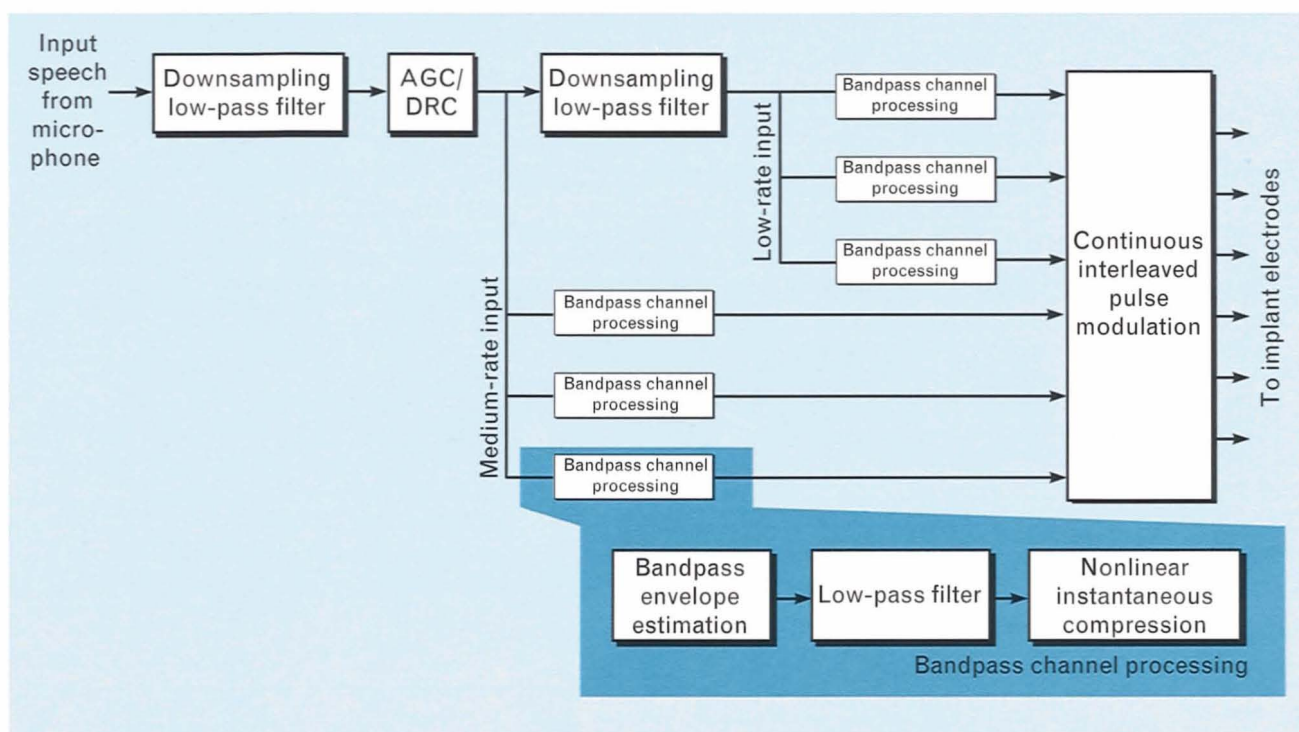 Input
speech
from
micro-
phone
Downsampling
low-pass filter
AGC/
DRC
Downsampling
low-pass filter
Low-rate input
Bandpass channel
processing
Bandpass channel
processing
Bandpass channel
processing
Medium-rate input
Bandpass channel
processing
Bandpass channel
processing
Bandpass channel
processing
Continuous
interleaved
pulse
modulation
To implant electrodes
Bandpass
envelope
estimation
Low-pass filter
Nonlinear
instantaneous
compression
Bandpass channel processing